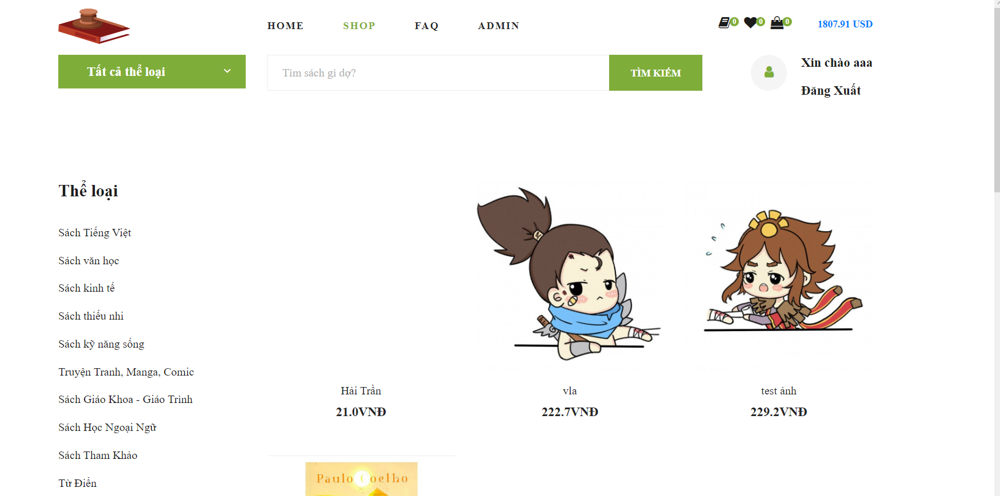 HOME SHOP FAQ ADMIN 0 0 0 1807.91 USD
Tất cả thể loại
Tìm sách gì dợ?
TÌM KIẾM
Xin chào aaa
Đăng Xuất
Thể loại
Sách Tiếng Việt
Sách văn học
Sách kinh tế
Sách thiếu nhi
Sách kỹ năng sống
Truyện Tranh, Manga, Comic
Sách Giáo Khoa - Giáo Trình
Sách Học Ngoại Ngữ
Sách Tham Khảo
Từ Điển
Hải Trần
21.0VNĐ
vla
222.7VNĐ
test ảnh
229.2VNĐ
Paulo Coelho